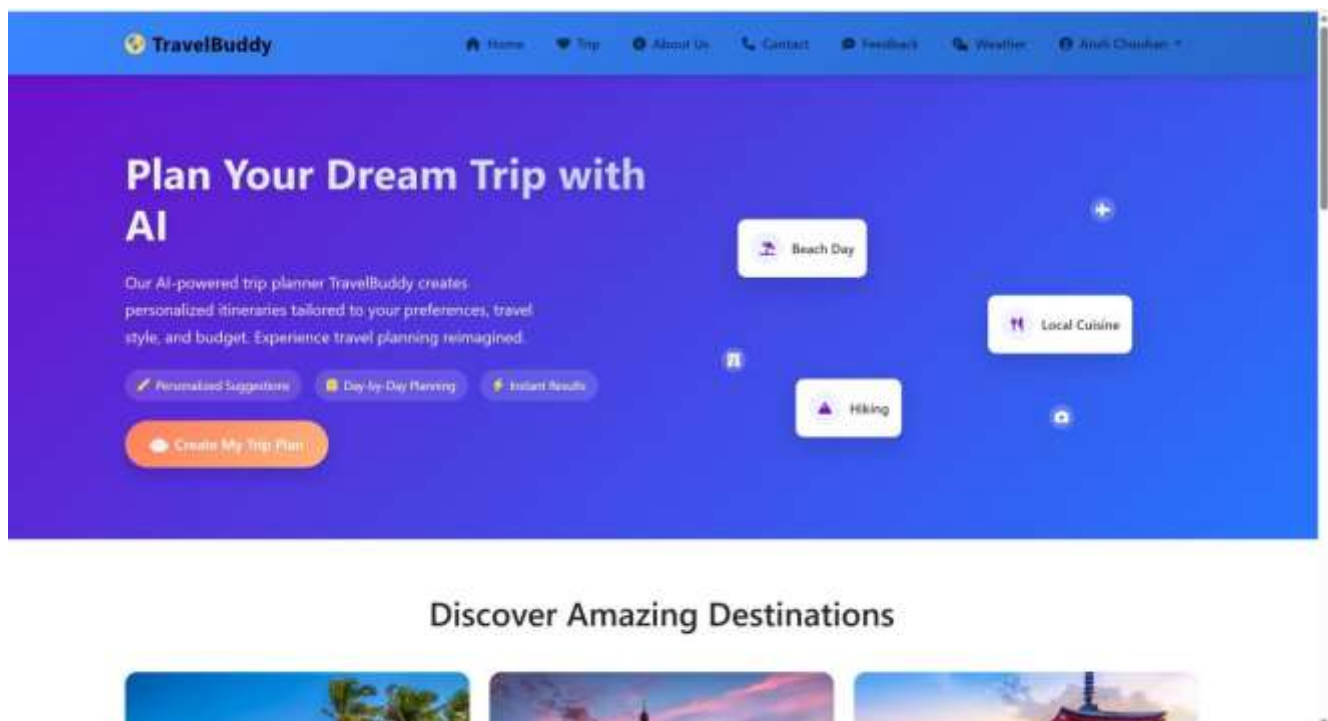 TravelBuddy
Home
Trip
About Us
Contact
Feedback
Weather
Chauhan
Plan Your Dream Trip with
AI
Our AI-powered trip planner TravelBuddy creates
personalized itineraries tailored to your preferences, travel
style, and budget. Experience travel planning reimagined.
Personalized Suggestions
Day-by-Day Planning
Instant Results
Create My Trip Plan
Beach Day
Local Cuisine
Hiking
Discover Amazing Destinations